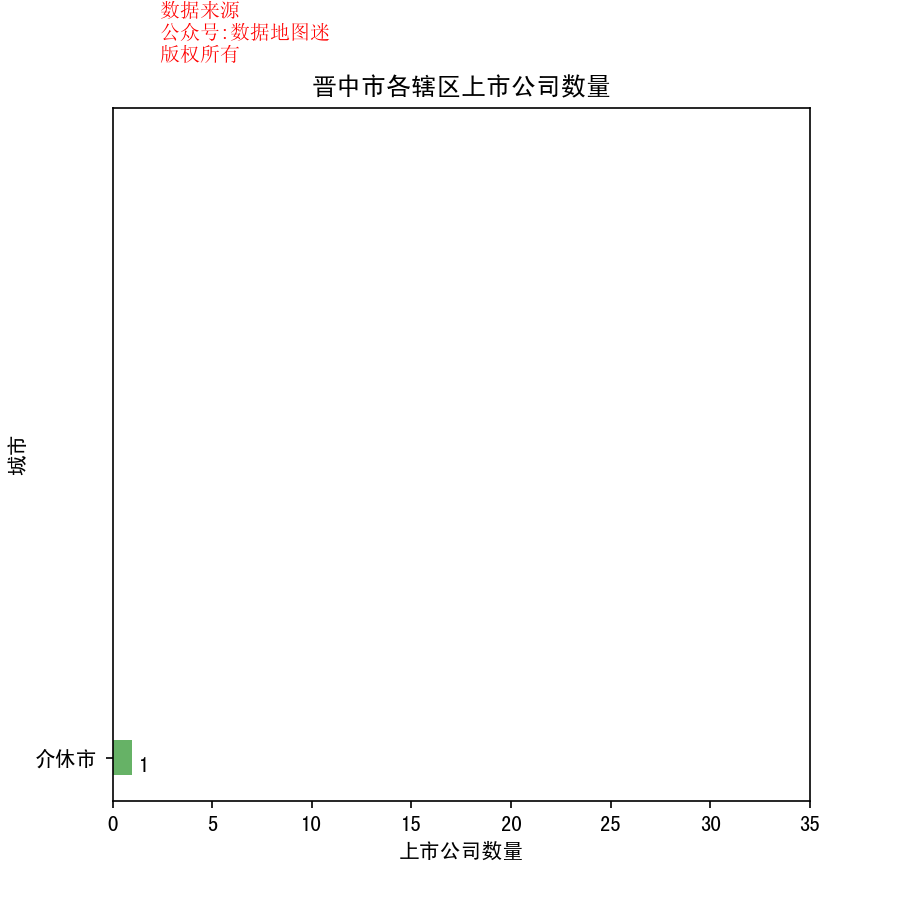 数据来源
公众号:数据地图迷
版权所有
晋中市各辖区上市公司数量
城市
介休市
1
0 5 10 15 20 25 30 35
上市公司数量